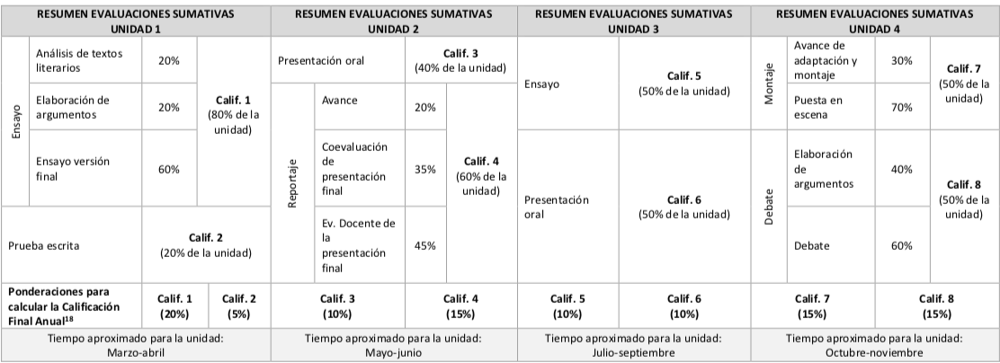 RESUMEN EVALUACIONES SUMATIVAS
UNIDAD 1
Ensayo
Análisis de textos
literarios
20%
Elaboración de
argumentos
20%
Ensayo versión
final
60%
Calif. 1
(80% de la
unidad)
Prueba escrita
Calif. 2
(20% de la unidad)
RESUMEN EVALUACIONES SUMATIVAS
UNIDAD 2
Presentación oral
Calif. 3
(40% de la unidad)
Reportaje
Avance
20%
Coevaluación
de
presentación
final
35%
Ev. Docente de
la
presentación
final
45%
Calif. 4
(60% de la
unidad)
RESUMEN EVALUACIONES SUMATIVAS
UNIDAD 3
Ensayo
Calif. 5
(50% de la unidad)
Presentación
oral
Calif. 6
(50% de la unidad)
RESUMEN EVALUACIONES SUMATIVAS
UNIDAD 4
Montaje
Avance de
adaptación y
montaje
30%
Puesta en
escena
70%
Calif. 7
(50% de la
unidad)
Debate
Elaboración
de
argumentos
40%
Debate
60%
Calif. 8
(50% de la
unidad)
Ponderaciones para
calcular la Calificación
Final Anual18
Calif. 1
(20%)
Calif. 2
(5%)
Calif. 3
(10%)
Calif. 4
(15%)
Calif. 5
(10%)
Calif. 6
(10%)
Calif. 7
(15%)
Calif. 8
(15%)
Tiempo aproximado para la unidad:
Marzo-abril
Tiempo aproximado para la unidad:
Mayo-junio
Tiempo aproximado para la unidad:
Julio-septiembre
Tiempo aproximado para la unidad:
Octubre-noviembre